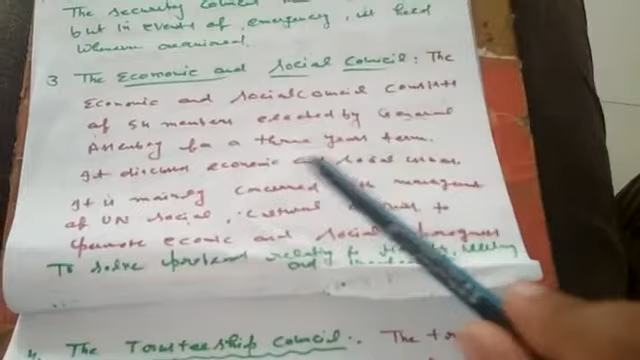 The security council
but in events of emergency, it held
whenever required.
3 The Economic and Social Council : The
Economic and Social Council consists
of 54 members elected by General
Assembly for a three years term.
It discuss economic and social issues.
It is mainly concerned with management
of UN social, cultural to
promote econic and social progress
To solve problems relating to
and
4. The Trusteeship Council : The